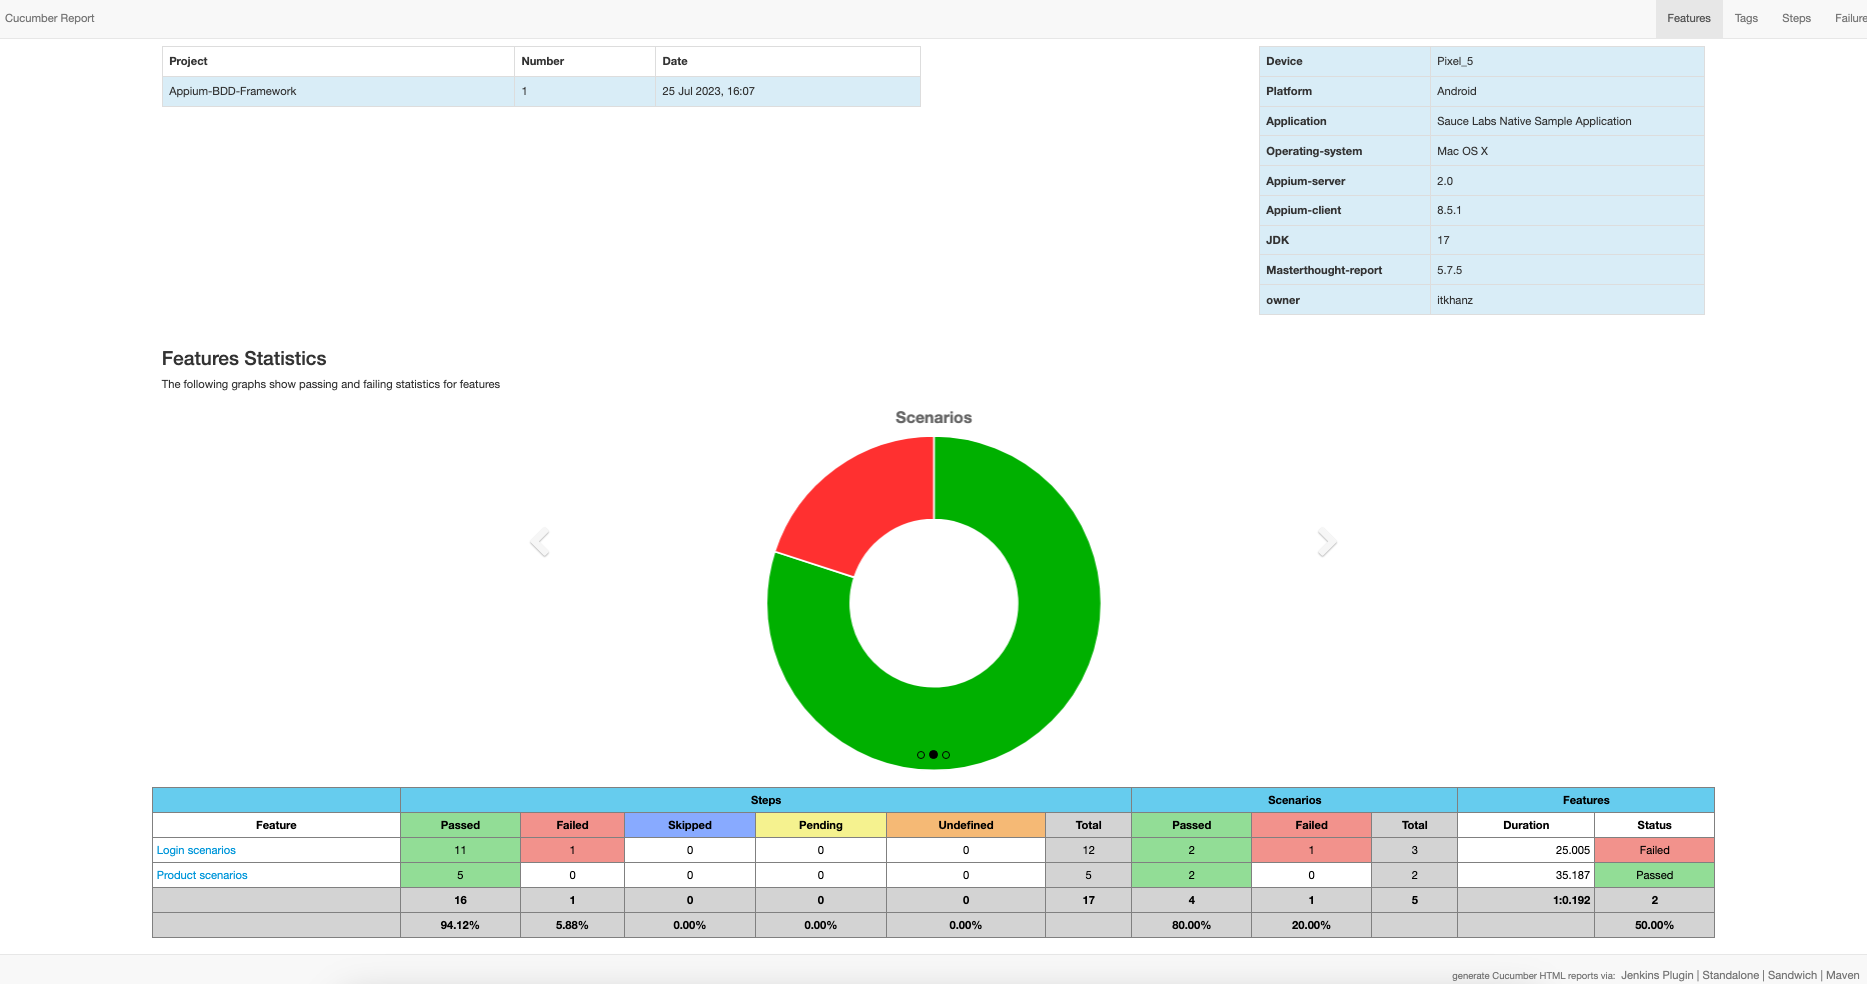 Cucumber Report Features Tags Steps Failure
Project Number Date
Appium-BDD-Framework 1 25 Jul 2023, 16:07
Device Pixel_5
Platform Android
Application Sauce Labs Native Sample Application
Operating-system Mac OS X
Appium-server 2.0
Appium-client 8.5.1
JDK 17
Masterthought-report 5.7.5
owner itkhanz
Features Statistics
The following graphs show passing and failing statistics for features
Scenarios
Steps Scenarios Features
Feature Passed Failed Skipped Pending Undefined Total Passed Failed Total Duration Status
Login scenarios 11 1 0 0 0 12 2 1 3 25.005 Failed
Product scenarios 5 0 0 0 0 5 2 0 2 35.187 Passed
16 1 0 0 0 17 4 1 5 1:0.192 2
94.12% 5.88% 0.00% 0.00% 0.00% 80.00% 20.00% 50.00%
generate Cucumber HTML reports via: Jenkins Plugin | Standalone | Sandwich | Maven